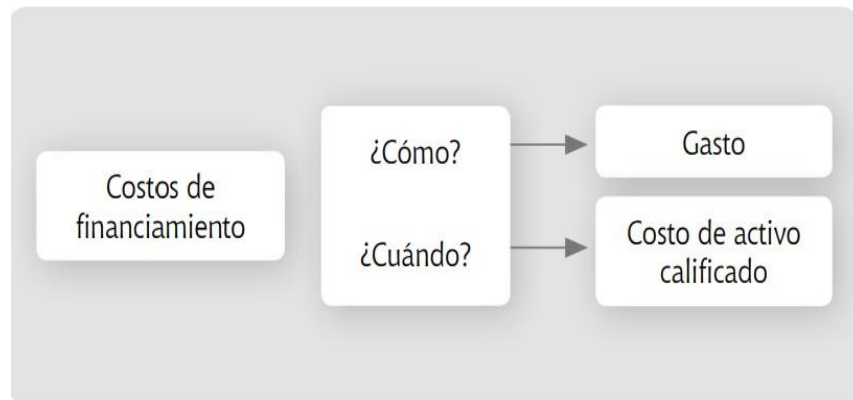 Costos de
financiamiento
¿Cómo?
¿Cuándo?
Gasto
Costo de activo
calificado